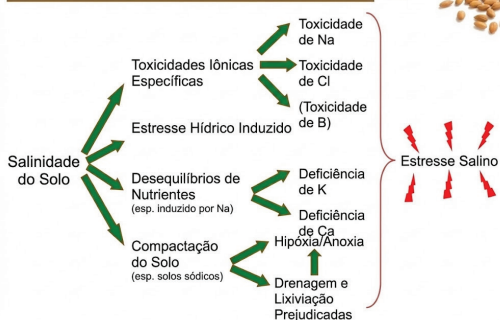 Salinidade
do Solo
Toxicidades Iônicas
Específicas
Toxicidade
de Na
Toxicidade
de Cl
(Toxicidade
de B)
Estresse Hídrico Induzido
Desequilíbrios de
Nutrientes
(esp. induzido por Na)
Deficiência
de K
Deficiência
de Ca
Compactação
do Solo
(esp. solos sódicos)
Hipóxia/Anoxia
Drenagem e
Lixiviação
Prejudicadas
Estresse Salino